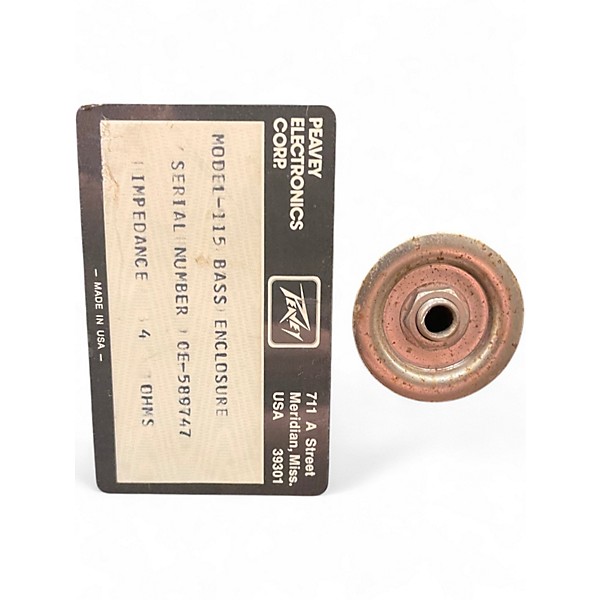 PEAVEY
ELECTRONICS
CORP.
PEAVEY
711 A Street
Meridian, Miss.
USA 39301
MODEL-115 BASS ENCLOSURE
SERIAL NUMBER 0E-589747
IMPEDANCE 4 OHMS
— MADE IN USA —